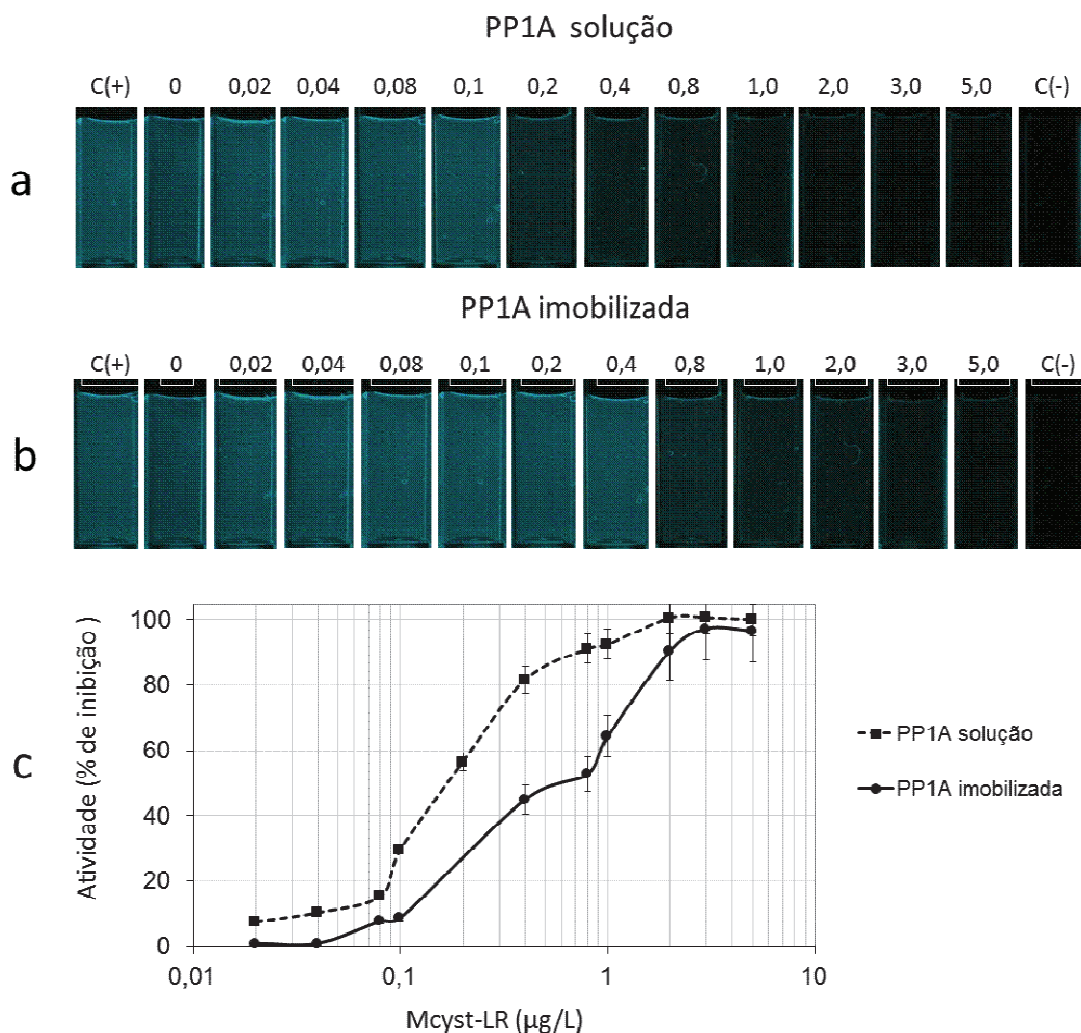 PP1A solução
C(+) 0 0,02 0,04 0,08 0,1 0,2 0,4 0,8 1,0 2,0 3,0 5,0 C(-)
a
PP1A imobilizada
C(+) 0 0,02 0,04 0,08 0,1 0,2 0,4 0,8 1,0 2,0 3,0 5,0 C(-)
b
c
Atividade (% de inibição )
100
80
60
40
20
0
0,01 0,1 1 10
Mcyst-LR (µg/L)
PP1A solução
PP1A imobilizada